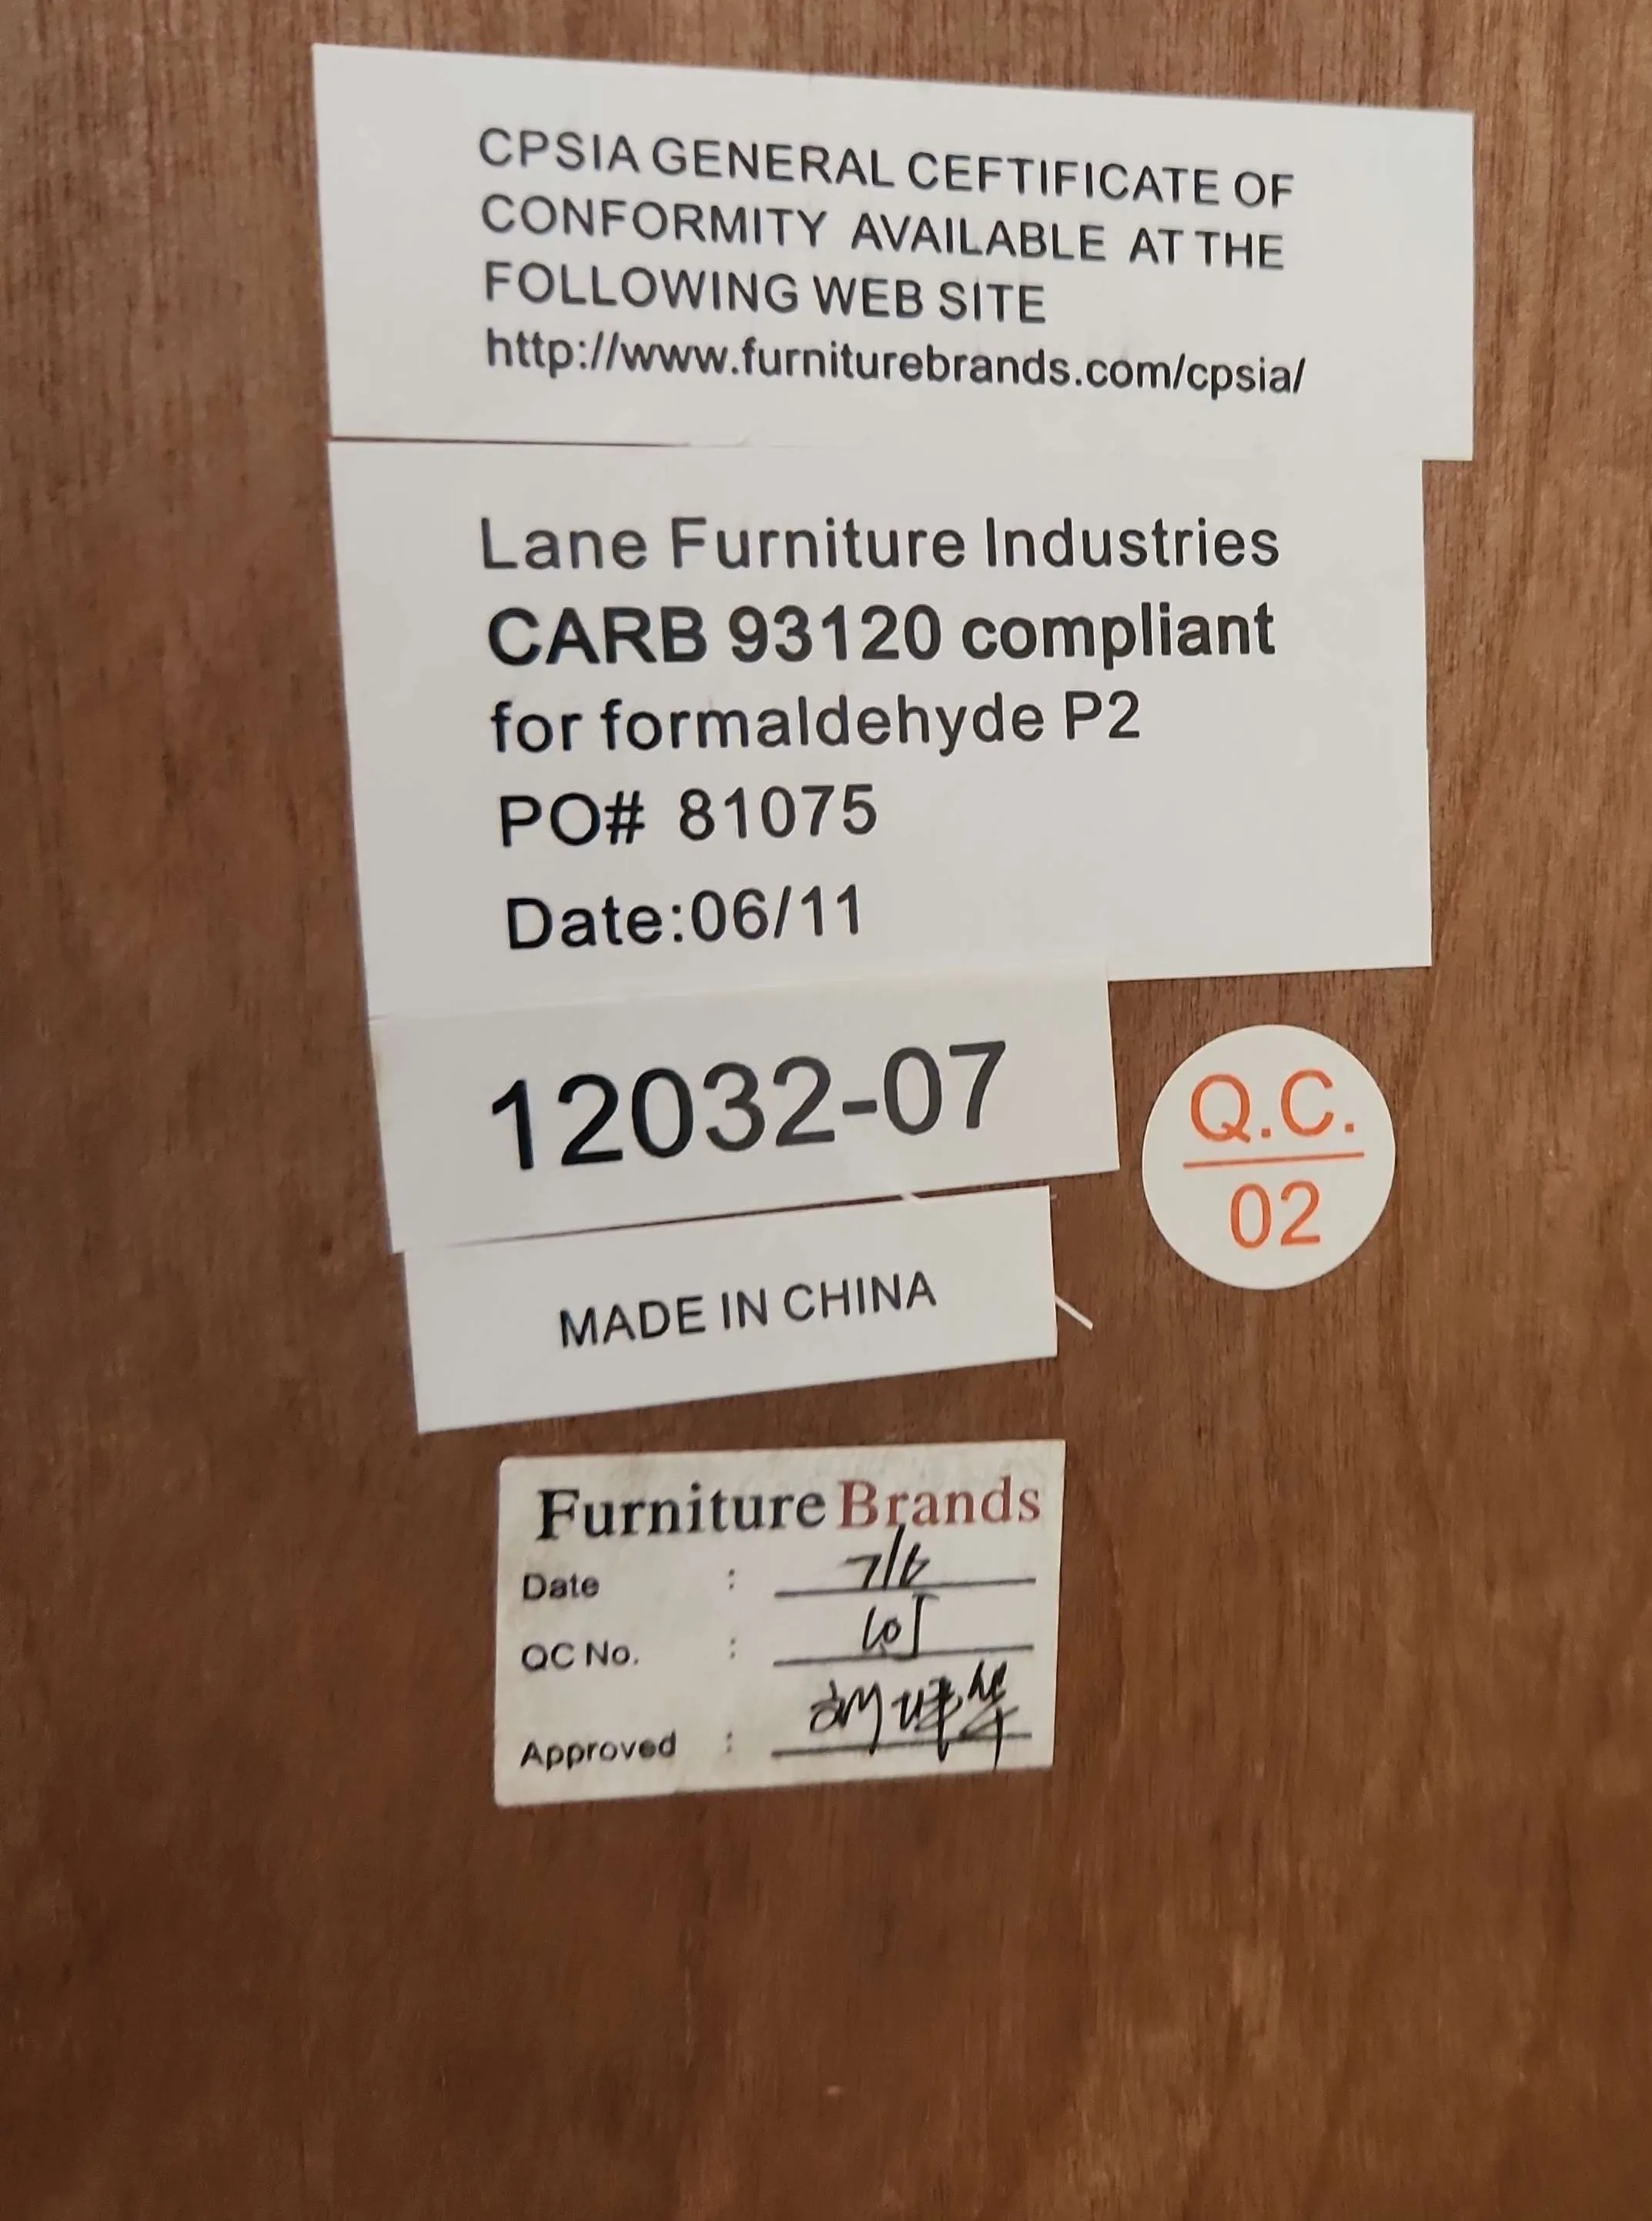 CPSIA GENERAL CEFTIFICATE OF
CONFORMITY AVAILABLE AT THE
FOLLOWING WEB SITE
http://www.furniturebrands.com/cpsia/
Lane Furniture Industries
CARB 93120 compliant
for formaldehyde P2
PO# 81075
Date:06/11
12032-07
Q.C.
02
MADE IN CHINA
Furniture Brands
Date : 7/6
QC No. :
Approved :